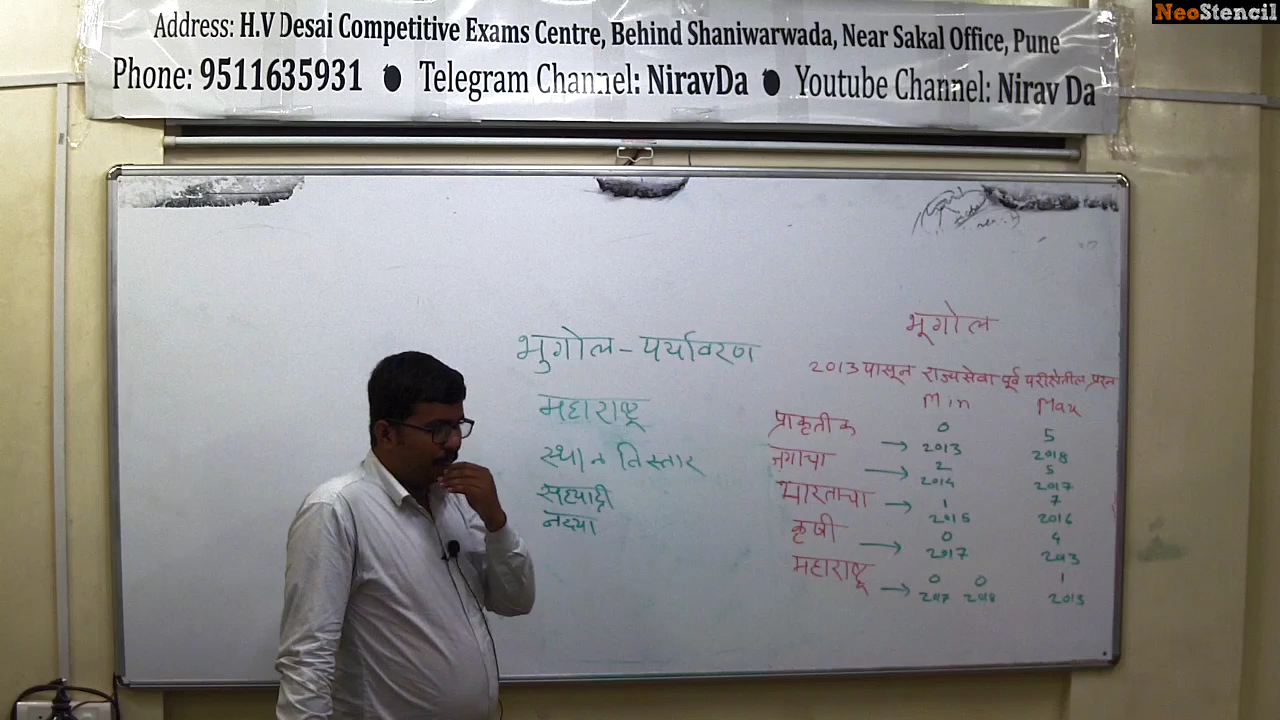 NeoStencil
Address: H.V Desai Competitive Exams Centre, Behind Shaniwarwada, Near Sakal Office, Pune
Phone: 9511635931 ● Telegram Channel: NiravDa ● Youtube Channel: Nirav Da
भुगोल - पर्यावरण
महाराष्ट्र
स्थान विस्तार
सह्याद्री
नद्या
भूगोल
2013 पासून राज्यसेवा पूर्व परीक्षेतील प्रश्न
Min Max
प्राकृतीक → 0 5
2013 2018
जगाचा → 2 5
2014 2017
भारताचा → 1 7
2015 2016
कृषी → 0 4
2017 2013
महाराष्ट्र → 0 0 1
2017 2018 2013